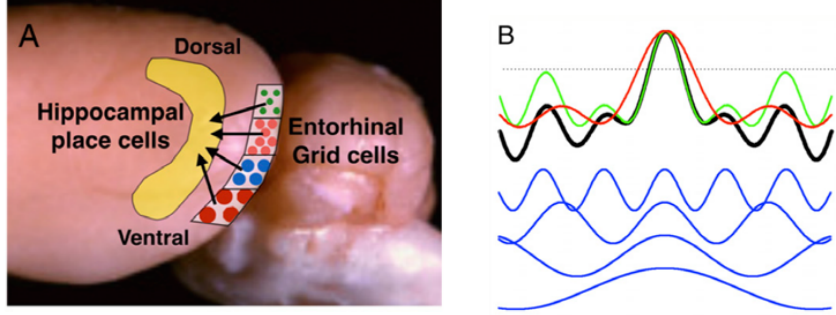 A
Dorsal
Hippocampal
place cells
Entorhinal
Grid cells
Ventral
B